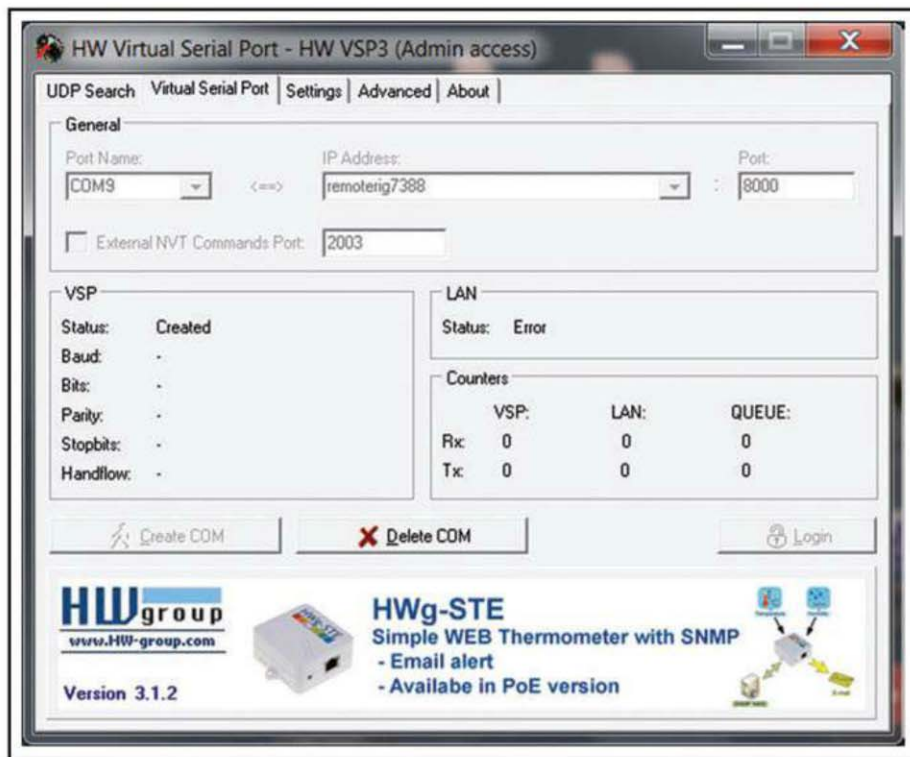 HW Virtual Serial Port - HW VSP3 (Admin access)
UDP Search Virtual Serial Port Settings Advanced About
General
Port Name: IP Address: Port:
COM9 <==> remoterig7388 : 8000
External NVT Commands Port: 2003
VSP
Status: Created
Baud: -
Bits: -
Parity: -
Stopbits: -
Handflow: -
LAN
Status: Error
Counters
VSP: LAN: QUEUE:
Rx: 0 0 0
Tx: 0 0 0
Create COM Delete COM Login
HWgroup
www.HW-group.com
Version 3.1.2
HWg-STE
Simple WEB Thermometer with SNMP
- Email alert
- Availabe in PoE version